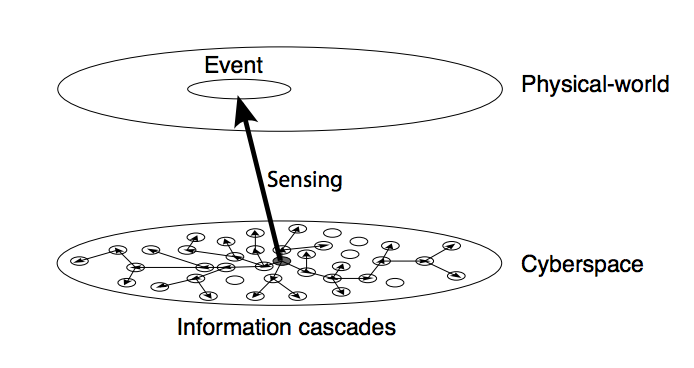 Event
Physical-world
Sensing
Cyberspace
Information cascades